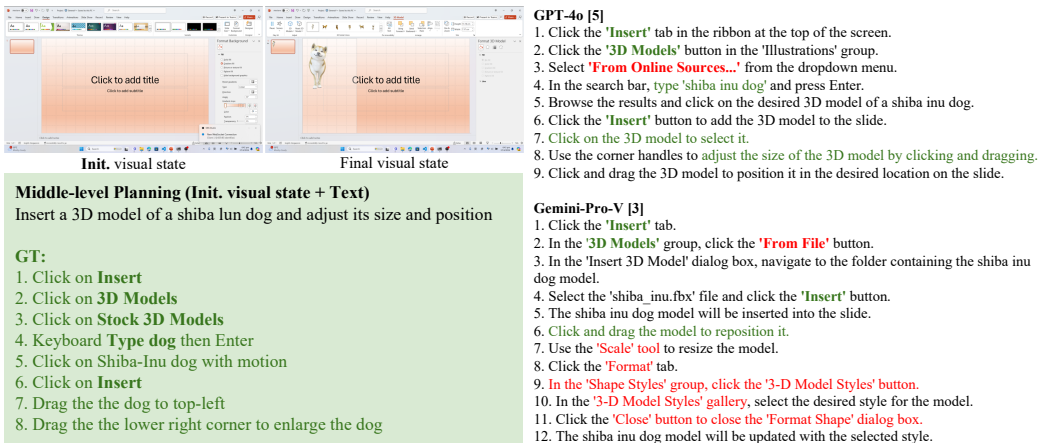 Click to add title
Click to add subtitle
Format Background
Click to add title
Click to add subtitle
Format 3D Model
Init. visual state
Final visual state
Middle-level Planning (Init. visual state + Text)
Insert a 3D model of a shiba lun dog and adjust its size and position
GT:
1. Click on Insert
2. Click on 3D Models
3. Click on Stock 3D Models
4. Keyboard Type dog then Enter
5. Click on Shiba-Inu dog with motion
6. Click on Insert
7. Drag the the dog to top-left
8. Drag the the lower right corner to enlarge the dog
GPT-4o [5]
1. Click the 'Insert' tab in the ribbon at the top of the screen.
2. Click the '3D Models' button in the 'Illustrations' group.
3. Select 'From Online Sources...' from the dropdown menu.
4. In the search bar, type 'shiba inu dog' and press Enter.
5. Browse the results and click on the desired 3D model of a shiba inu dog.
6. Click the 'Insert' button to add the 3D model to the slide.
7. Click on the 3D model to select it.
8. Use the corner handles to adjust the size of the 3D model by clicking and dragging.
9. Click and drag the 3D model to position it in the desired location on the slide.
Gemini-Pro-V [3]
1. Click the 'Insert' tab.
2. In the '3D Models' group, click the 'From File' button.
3. In the 'Insert 3D Model' dialog box, navigate to the folder containing the shiba inu
dog model.
4. Select the 'shiba_inu.fbx' file and click the 'Insert' button.
5. The shiba inu dog model will be inserted into the slide.
6. Click and drag the model to reposition it.
7. Use the 'Scale' tool to resize the model.
8. Click the 'Format' tab.
9. In the 'Shape Styles' group, click the '3-D Model Styles' button.
10. In the '3-D Model Styles' gallery, select the desired style for the model.
11. Click the 'Close' button to close the 'Format Shape' dialog box.
12. The shiba inu dog model will be updated with the selected style.